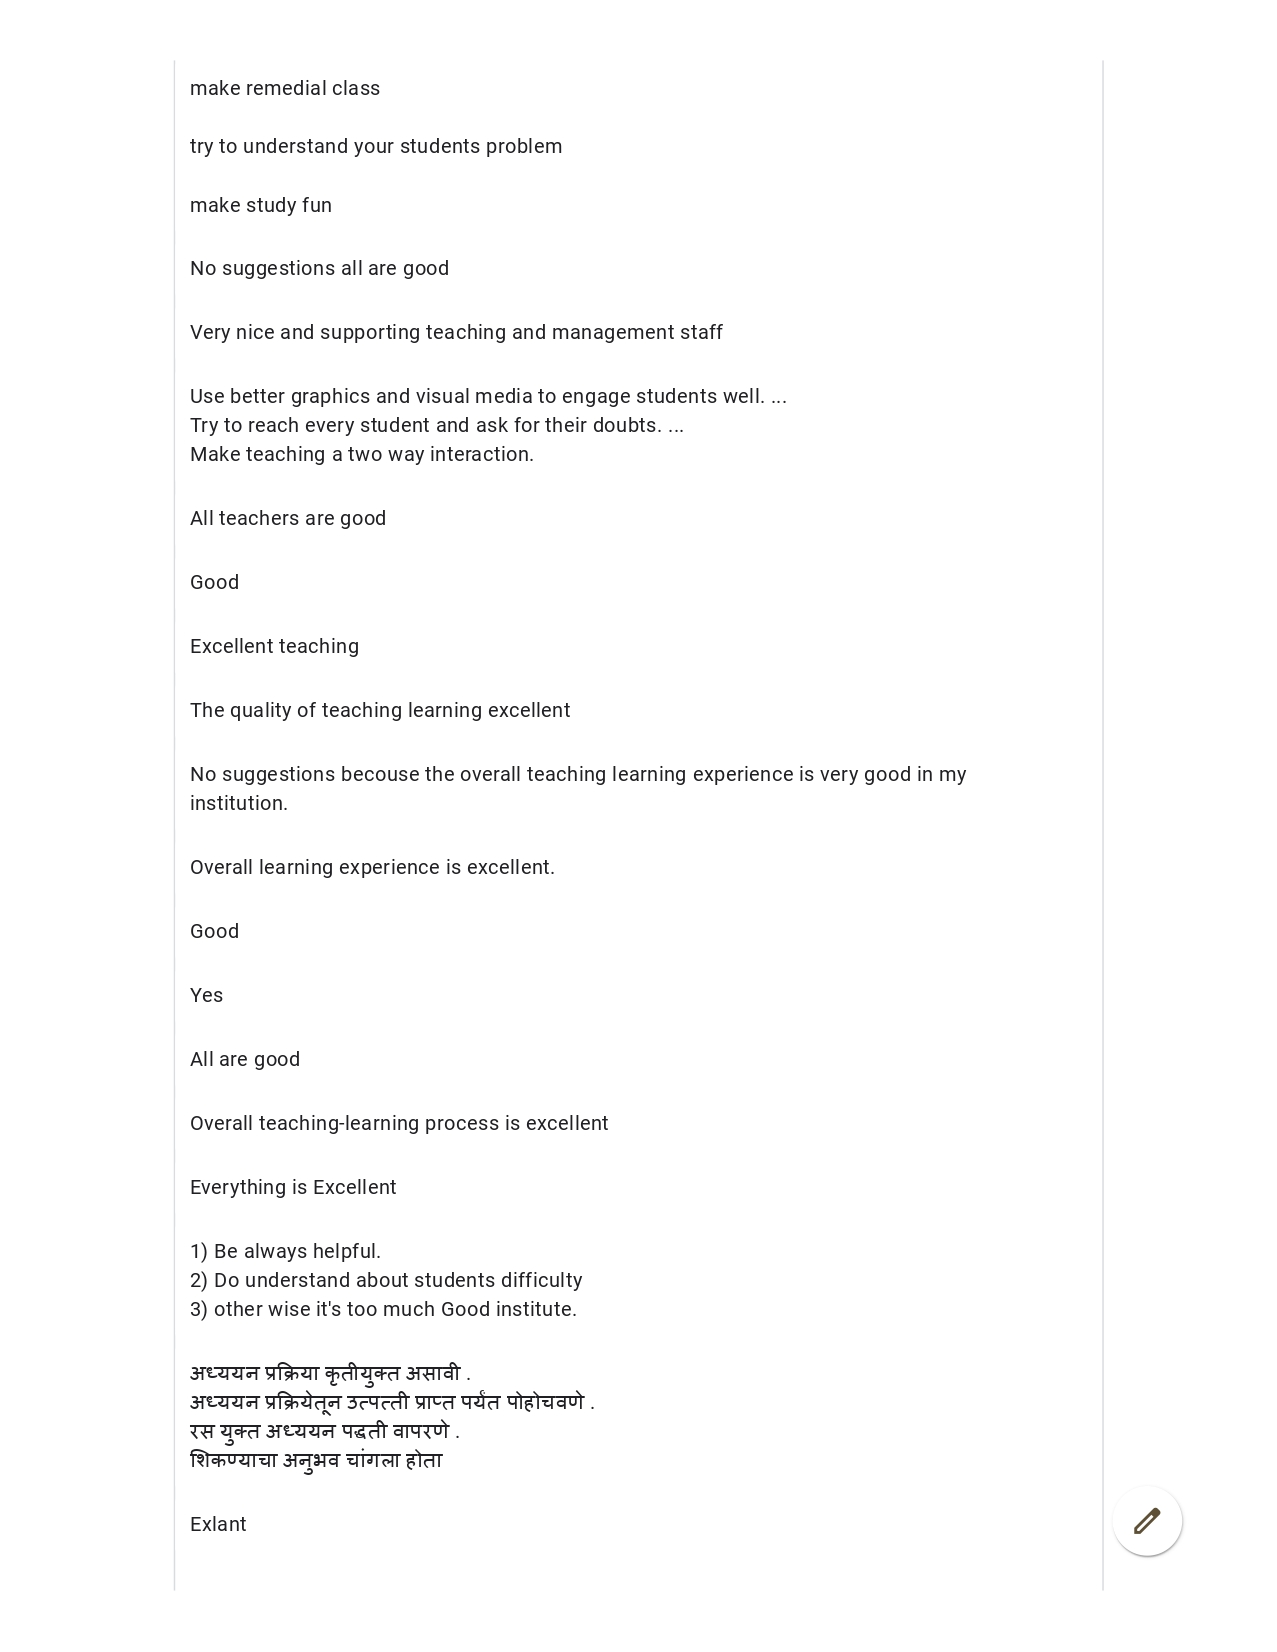 make remedial class
try to understand your students problem
make study fun
No suggestions all are good
Very nice and supporting teaching and management staff
Use better graphics and visual media to engage students well. ...
Try to reach every student and ask for their doubts. ...
Make teaching a two way interaction.
All teachers are good
Good
Excellent teaching
The quality of teaching learning excellent
No suggestions becouse the overall teaching learning experience is very good in my
institution.
Overall learning experience is excellent.
Good
Yes
All are good
Overall teaching-learning process is excellent
Everything is Excellent
1) Be always helpful.
2) Do understand about students difficulty
3) other wise it's too much Good institute.
अध्ययन प्रक्रिया कृतीयुक्त असावी .
अध्ययन प्रक्रियेतून उत्पत्ती प्राप्त पर्यंत पोहोचवणे .
रस युक्त अध्ययन पद्धती वापरणे .
शिकण्याचा अनुभव चांगला होता
Exlant